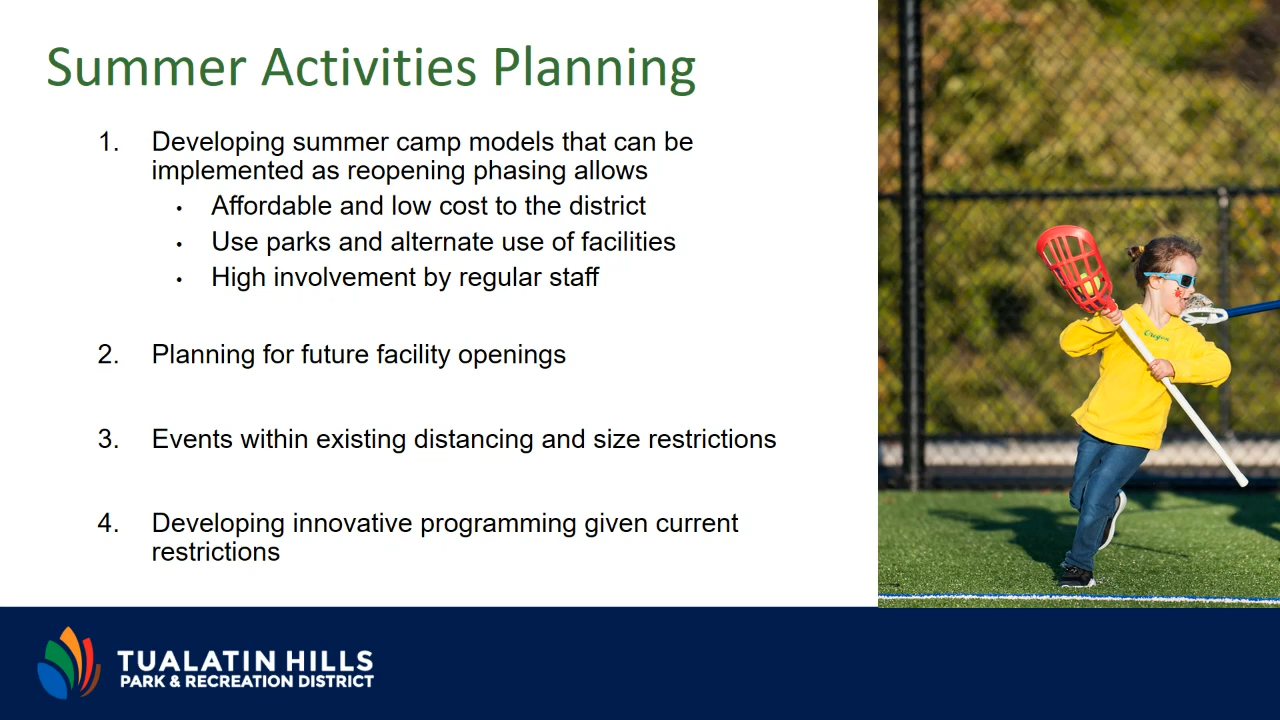 Summer Activities Planning
1. Developing summer camp models that can be
implemented as reopening phasing allows
• Affordable and low cost to the district
• Use parks and alternate use of facilities
• High involvement by regular staff
2. Planning for future facility openings
3. Events within existing distancing and size restrictions
4. Developing innovative programming given current
restrictions
Oregon
TUALATIN HILLS
PARK & RECREATION DISTRICT